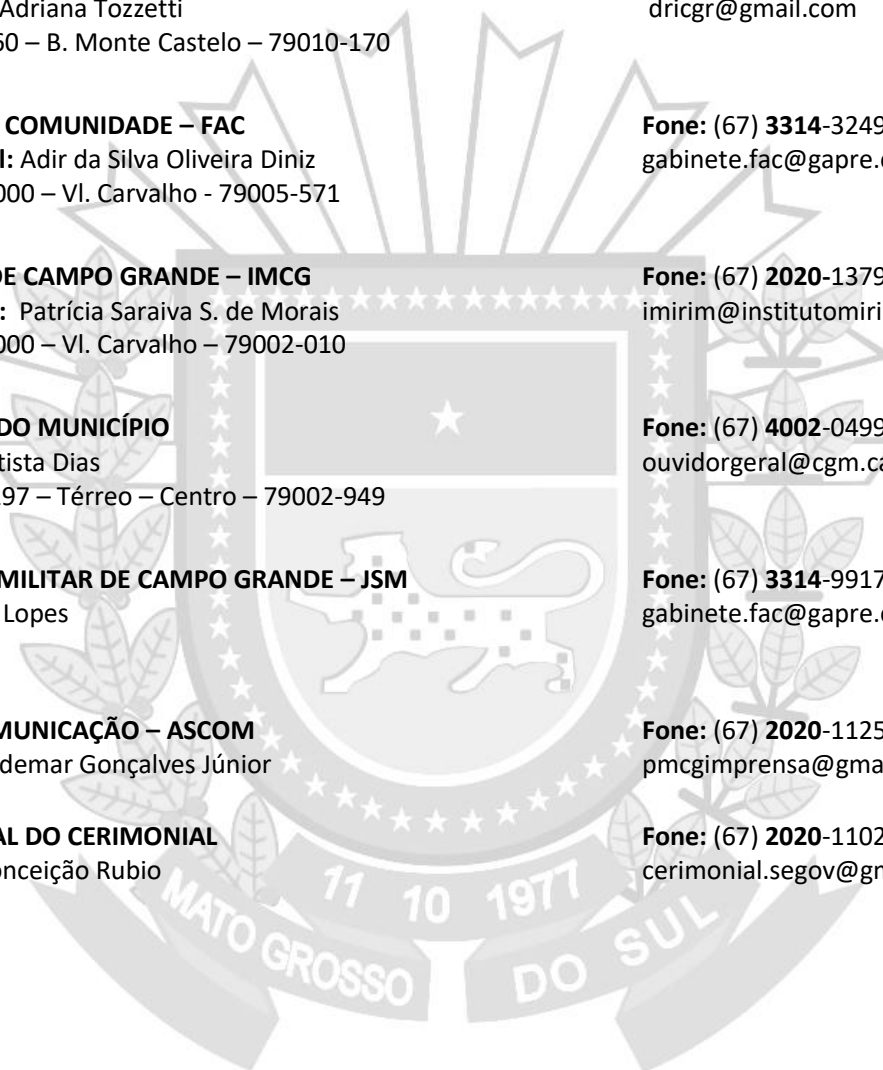 Adriana Tozzetti dricgr@gmail.com
60 – B. Monte Castelo – 79010-170
COMUNIDADE – FAC Fone: (67) 3314-3249
l: Adir da Silva Oliveira Diniz gabinete.fac@gapre.
000 – Vl. Carvalho - 79005-571
DE CAMPO GRANDE – IMCG Fone: (67) 2020-1379
: Patrícia Saraiva S. de Morais imirim@institutomiri
000 – Vl. Carvalho – 79002-010
DO MUNICÍPIO Fone: (67) 4002-0499
tista Dias ouvidorgeral@cgm.ca
297 – Térreo – Centro – 79002-949
MILITAR DE CAMPO GRANDE – JSM Fone: (67) 3314-9917
Lopes gabinete.fac@gapre.
MUNICAÇÃO – ASCOM Fone: (67) 2020-1125
demar Gonçalves Júnior pmcgimprensa@gma
AL DO CERIMONIAL Fone: (67) 2020-1102
onceição Rubio cerimonial.segov@gm
11 10 1977
MATO GROSSO DO SUL